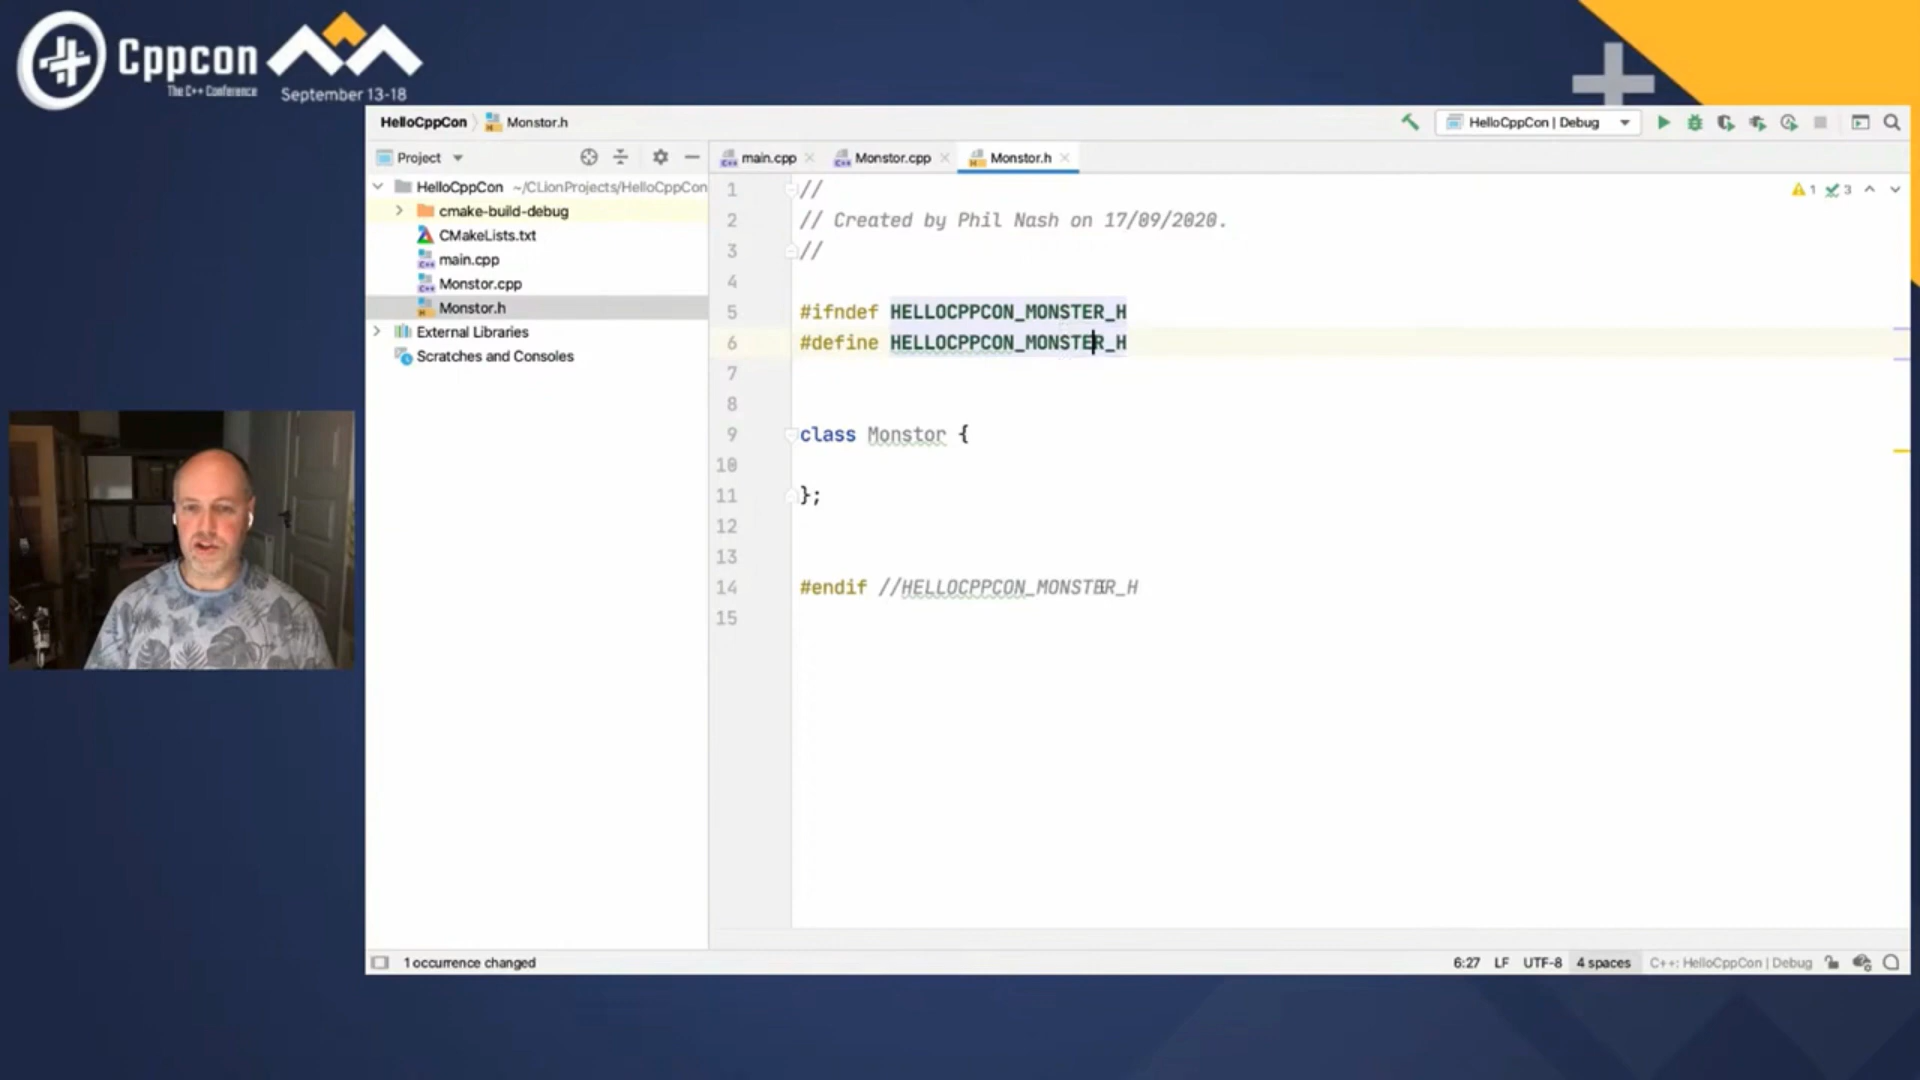 Cppcon
The C++ Conference
September 13-18
HelloCppCon Monstor.h
HelloCppCon | Debug
Project
main.cpp Monstor.cpp Monstor.h
HelloCppCon ~/CLionProjects/HelloCppCon
cmake-build-debug
CMakeLists.txt
main.cpp
Monstor.cpp
Monstor.h
External Libraries
Scratches and Consoles
1 //
2 // Created by Phil Nash on 17/09/2020.
3 //
4
5 #ifndef HELLOCPPCON_MONSTER_H
6 #define HELLOCPPCON_MONSTER_H
7
8
9 class Monstor {
10
11 };
12
13
14 #endif //HELLOCPPCON_MONSTER_H
15
1 3
1 occurrence changed
6:27 LF UTF-8 4 spaces C++: HelloCppCon | Debug